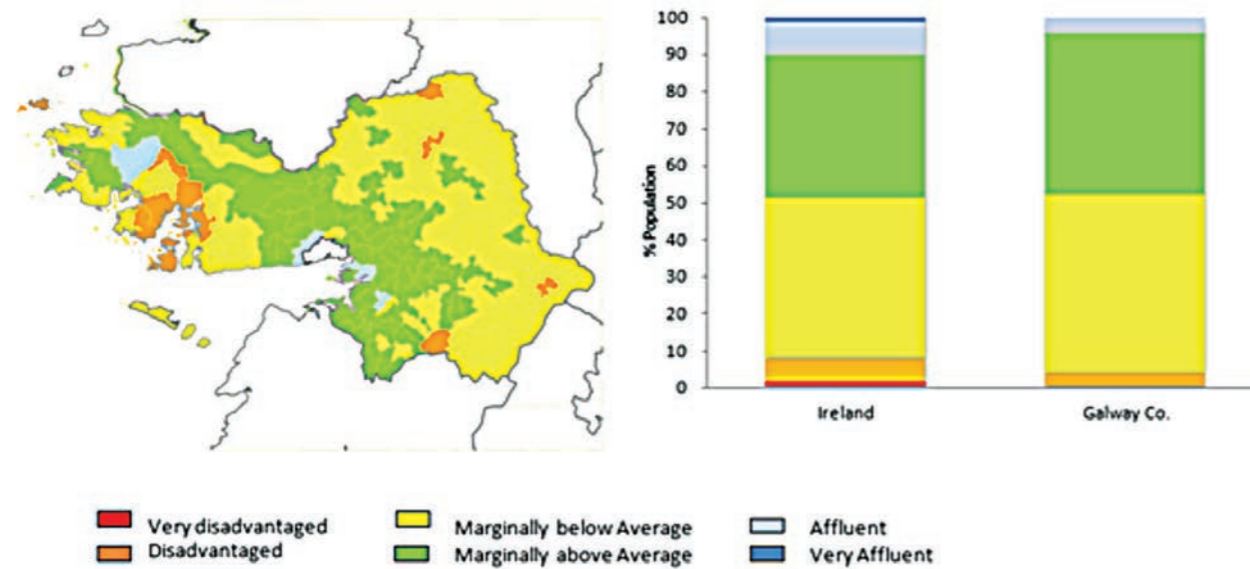 100
90
80
70
60
50
40
30
20
10
0
% Population
Ireland
Galway Co.
Very disadvantaged
Marginally below Average
Affluent
Disadvantaged
Marginally above Average
Very Affluent